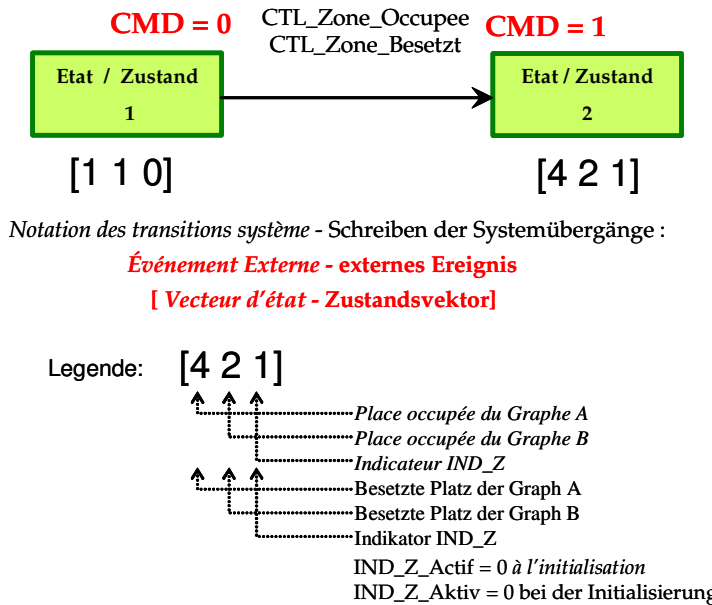 CMD = 0
CTL_Zone_Occupee
CTL_Zone_Besetzt
CMD = 1
Etat / Zustand
1
Etat / Zustand
2
[1 1 0]
[4 2 1]
Notation des transitions système - Schreiben der Systemübergänge :
Événement Externe - externes Ereignis
[ Vecteur d'état - Zustandsvektor]
Legende: [4 2 1]
Place occupée du Graphe A
Place occupée du Graphe B
Indicateur IND_Z
Besetzte Platz der Graph A
Besetzte Platz der Graph B
Indikator IND_Z
IND_Z_Actif = 0 à l'initialisation
IND_Z_Aktiv = 0 bei der Initialisierung